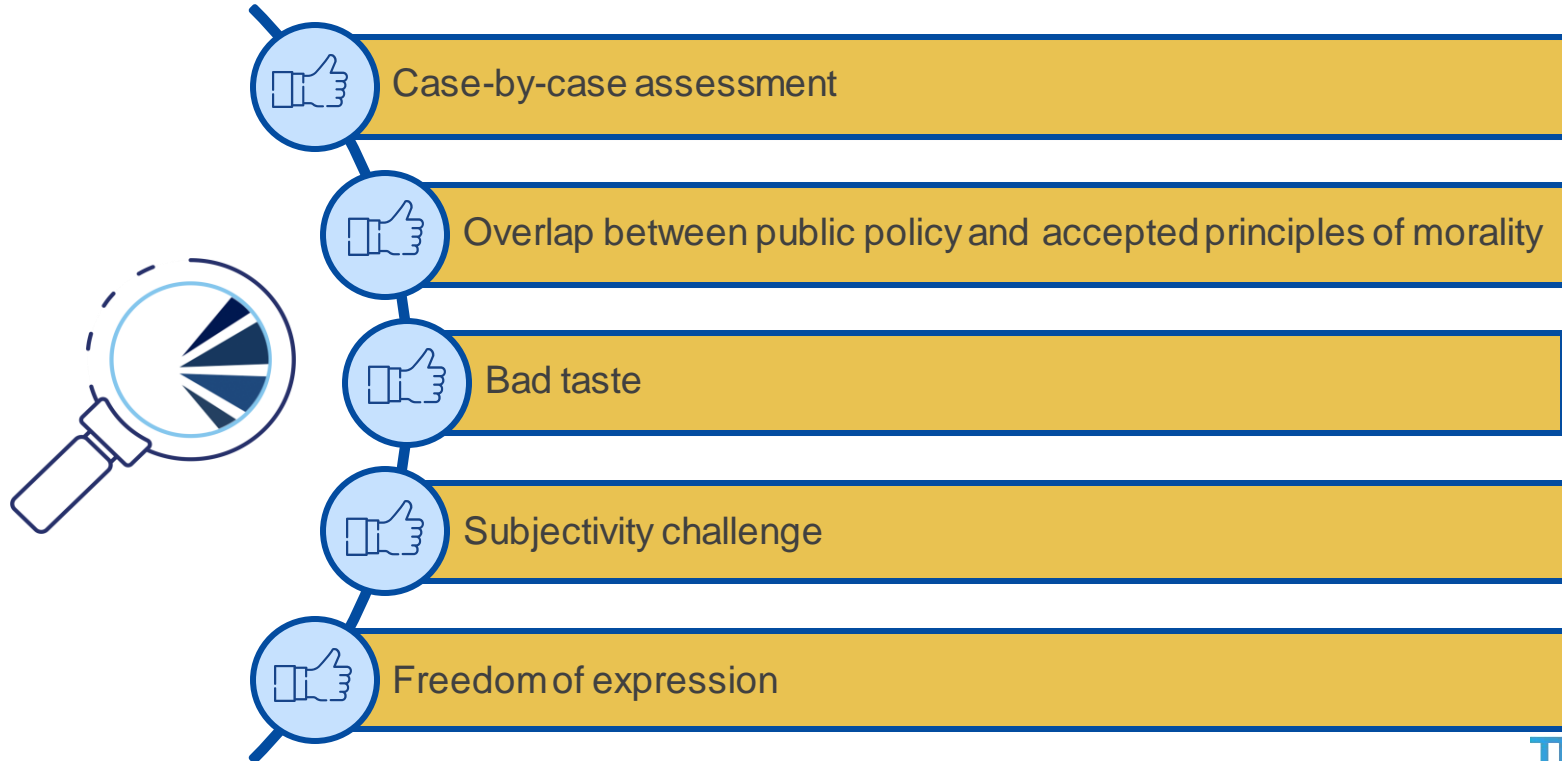 Case-by-case assessment
Overlap between public policy and accepted principles of morality
Bad taste
Subjectivity challenge
Freedom of expression